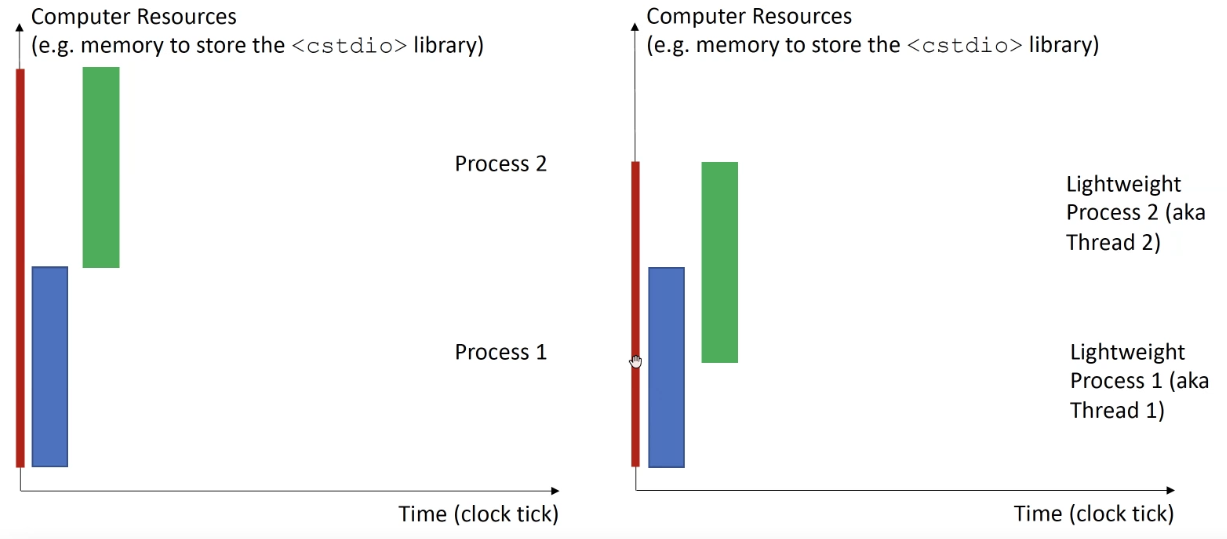 Computer Resources
(e.g. memory to store the <cstdio> library)
Process 2
Process 1
Time (clock tick)
Computer Resources
(e.g. memory to store the <cstdio> library)
Lightweight
Process 2 (aka
Thread 2)
Lightweight
Process 1 (aka
Thread 1)
Time (clock tick)